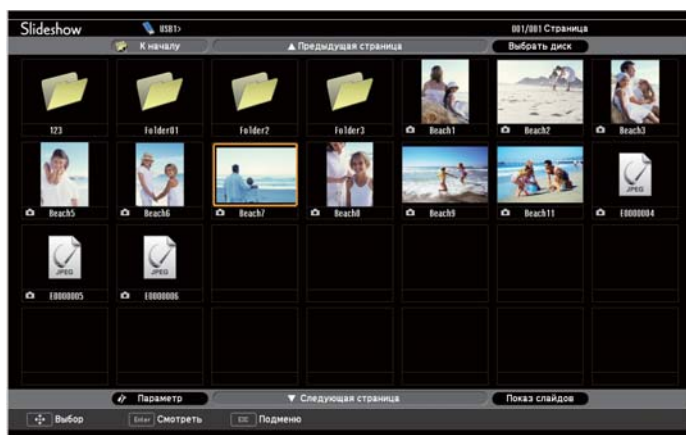 Slideshow USB1> 001/001 Страница
К началу ▲ Предыдущая страница Выбрать диск
123 Folder01 Folder2 Folder3 Beach1 Beach2 Beach3
JPEG
Beach5 Beach6 Beach7 Beach8 Beach9 Beach11 E0000004
JPEG JPEG
E0000005 E0000006
Параметр ▼ Следующая страница Показ слайдов
Выбор Enter Смотреть ESC Подменю